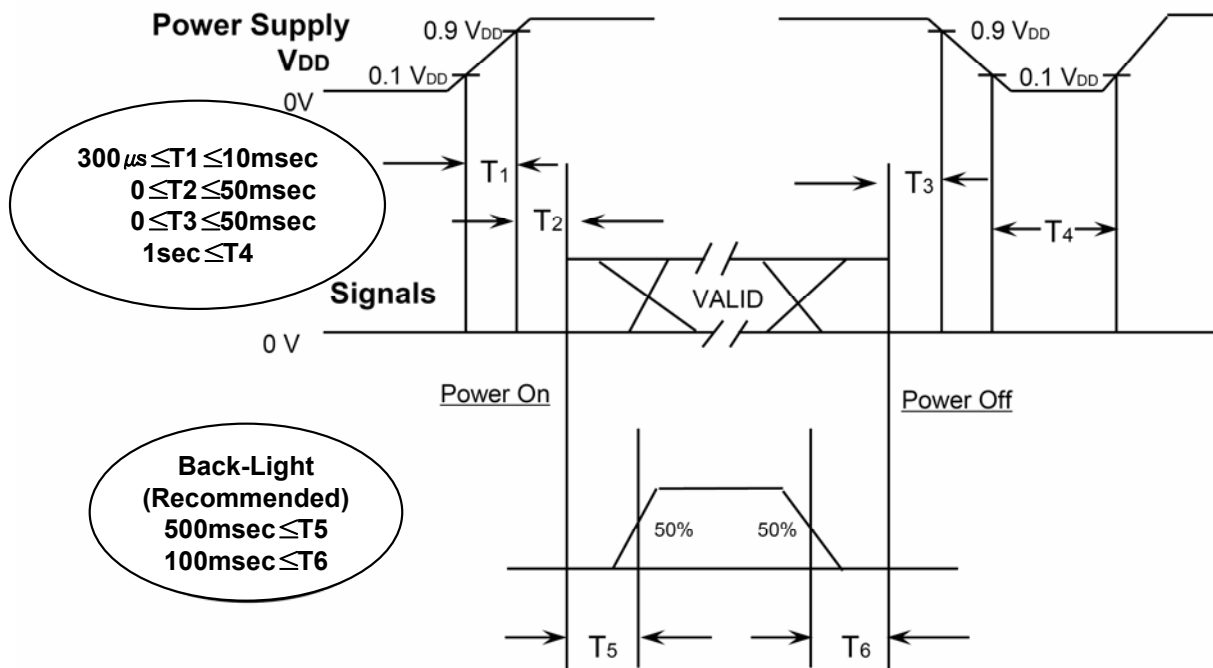 Power Supply
VDD
0.9 VDD
0.1 VDD
0V
0.9 VDD
0.1 VDD
300μs≤T1≤10msec
0≤T2≤50msec
0≤T3≤50msec
1sec≤T4
T1
T2
T3
T4
Signals
VALID
0 V
Power On
Power Off
Back-Light
(Recommended)
500msec≤T5
100msec≤T6
50%
50%
T5
T6